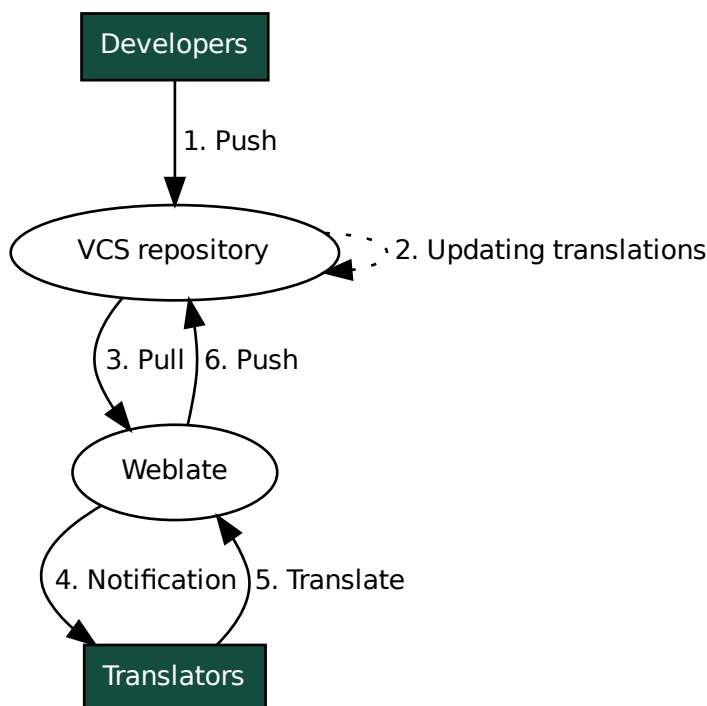 Developers
1. Push
VCS repository
2. Updating translations
3. Pull
6. Push
Weblate
4. Notification
5. Translate
Translators